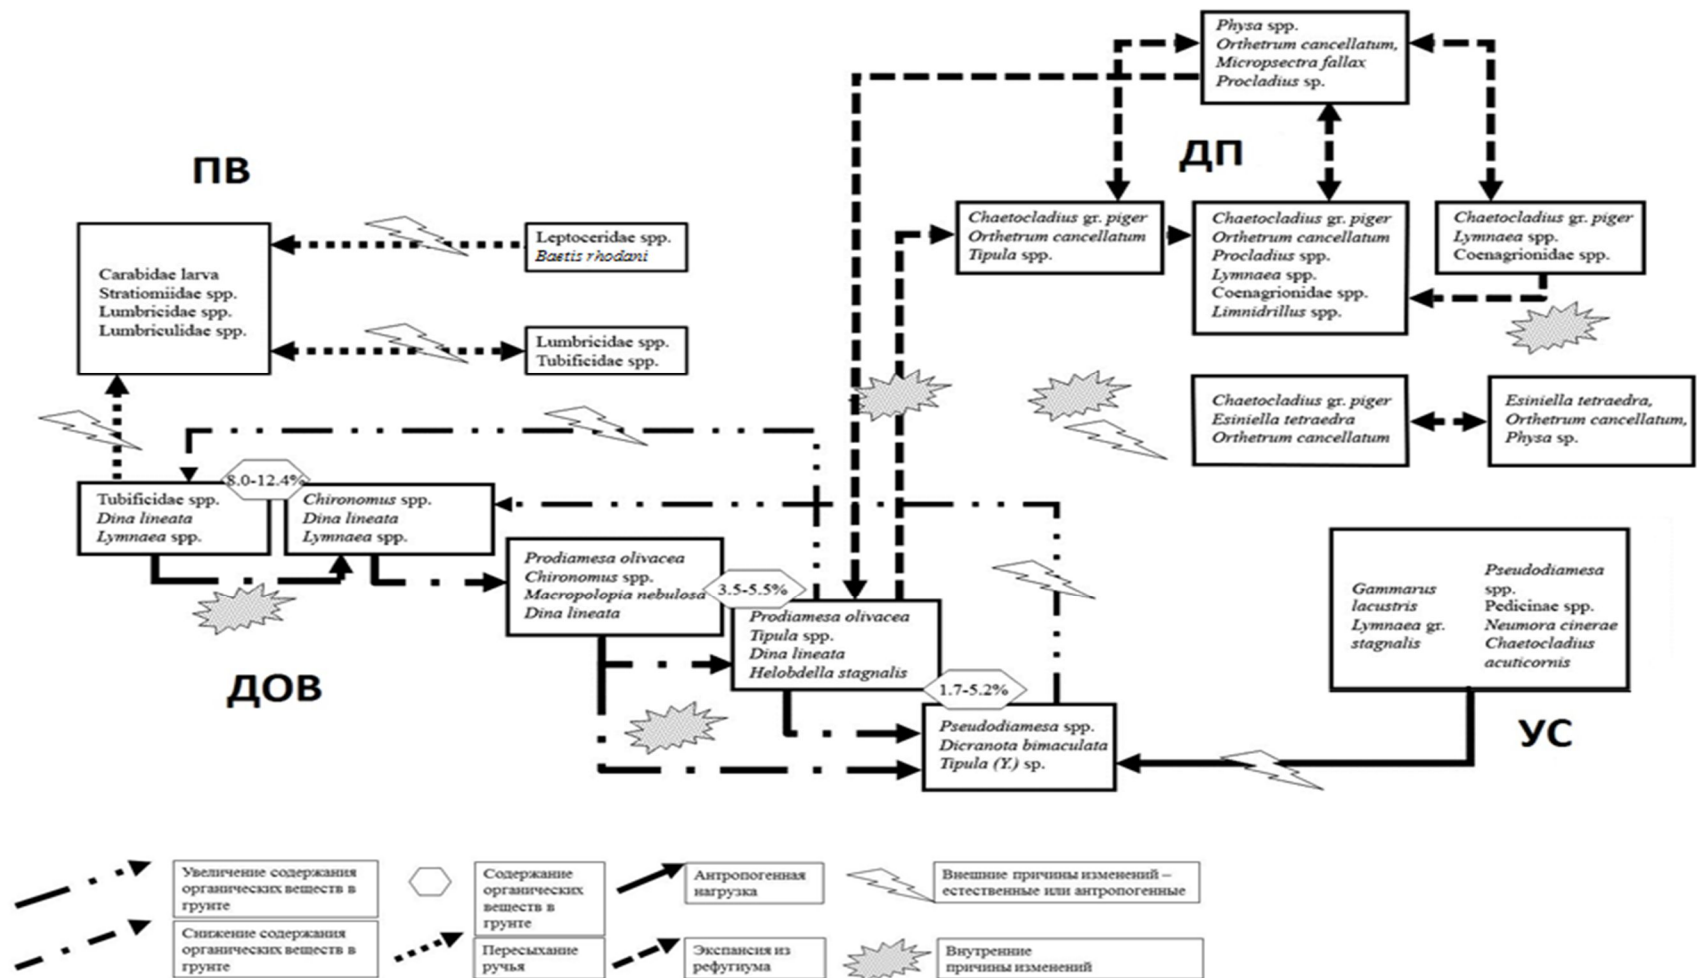 Physa spp.
Orthetrum cancellatum,
Micropsectra fallax
Procladius sp.
ДП
ПВ
Carabidae larva
Stratiomiidae spp.
Lumbricidae spp.
Lumbriculidae spp.
Leptoceridae spp.
Baetis rhodani
Lumbricidae spp.
Tubificidae spp.
Chaetocladius gr. piger
Orthetrum cancellatum
Tipula spp.
Chaetocladius gr. piger
Orthetrum cancellatum
Procladius spp.
Lymnaea spp.
Coenagrionidae spp.
Limnidrillus spp.
Chaetocladius gr. piger
Lymnaea spp.
Coenagrionidae spp.
Chaetocladius gr. piger
Esiniella tetraedra
Orthetrum cancellatum
Esiniella tetraedra,
Orthetrum cancellatum,
Physa sp.
8.0-12.4%
Tubificidae spp.
Dina lineata
Lymnaea spp.
Chironomus spp.
Dina lineata
Lymnaea spp.
Prodiamesa olivacea
Chironomus spp.
Macropolopia nebulosa
Dina lineata
3.5-5.5%
Prodiamesa olivacea
Tipula spp.
Dina lineata
Helobdella stagnalis
1.7-5.2%
Pseudodiamesa spp.
Dicranota bimaculata
Tipula (Y.) sp.
Gammarus
lacustris
Lymnaea gr.
stagnalis
Pseudodiamesa
spp.
Pedicinae spp.
Neumora cinerae
Chaetocladius
acuticornis
ДОВ
УС
Увеличение содержания
органических веществ в
грунте
Содержание
органических
веществ в
грунте
Антропогенная
нагрузка
Внешние причины изменений –
естественные или антропогенные
Снижение содержания
органических веществ в
грунте
Пересыхание
ручья
Экспансия из
рефугиума
Внутренние
причины изменений